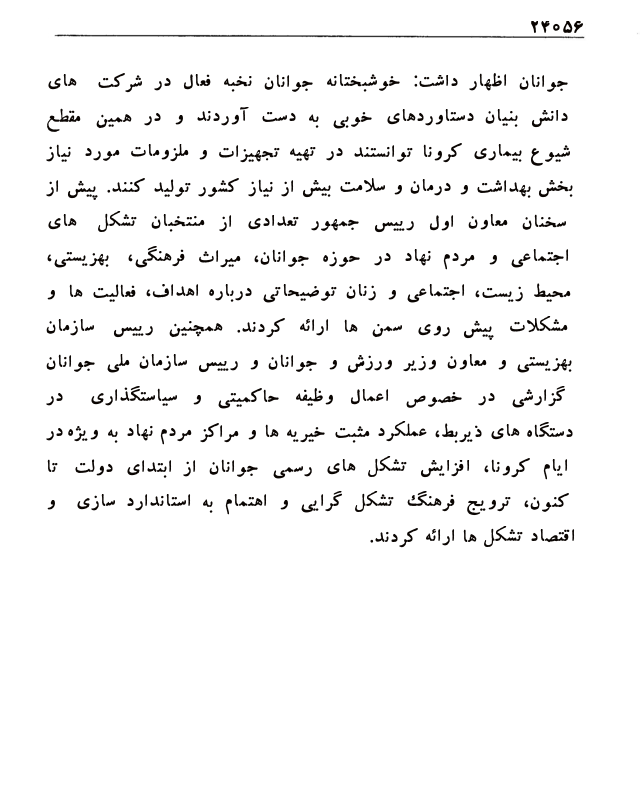 ۲۴۰۵۶
جوانان اظهار داشت: خوشبختانه جوانان نخبه فعال در شرکت های
دانش بنیان دستاوردهای خوبی به دست آوردند و در همین مقطع
شیوع بیماری کرونا توانستند در تهیه تجهیزات و ملزومات مورد نیاز
بخش بهداشت و درمان و سلامت بیش از نیاز کشور تولید کنند. پیش از
سخنان معاون اول رییس جمهور تعدادی از منتخبان تشکل های
اجتماعی و مردم نهاد در حوزه جوانان، میراث فرهنگی، بهزیستی،
محیط زیست، اجتماعی و زنان توضیحاتی درباره اهداف، فعالیت ها و
مشکلات پیش روی سمن ها ارائه کردند. همچنین رییس سازمان
بهزیستی و معاون وزیر ورزش و جوانان و رییس سازمان ملی جوانان
گزارشی در خصوص اعمال وظیفه حاکمیتی و سیاستگذاری در
دستگاه های ذیربط، عملکرد مثبت خیریه ها و مراکز مردم نهاد به ویژه در
ایام کرونا، افزایش تشکل های رسمی جوانان از ابتدای دولت تا
کنون، ترویج فرهنگ تشکل گرایی و اهتمام به استاندارد سازی و
اقتصاد تشکل ها ارائه کردند.